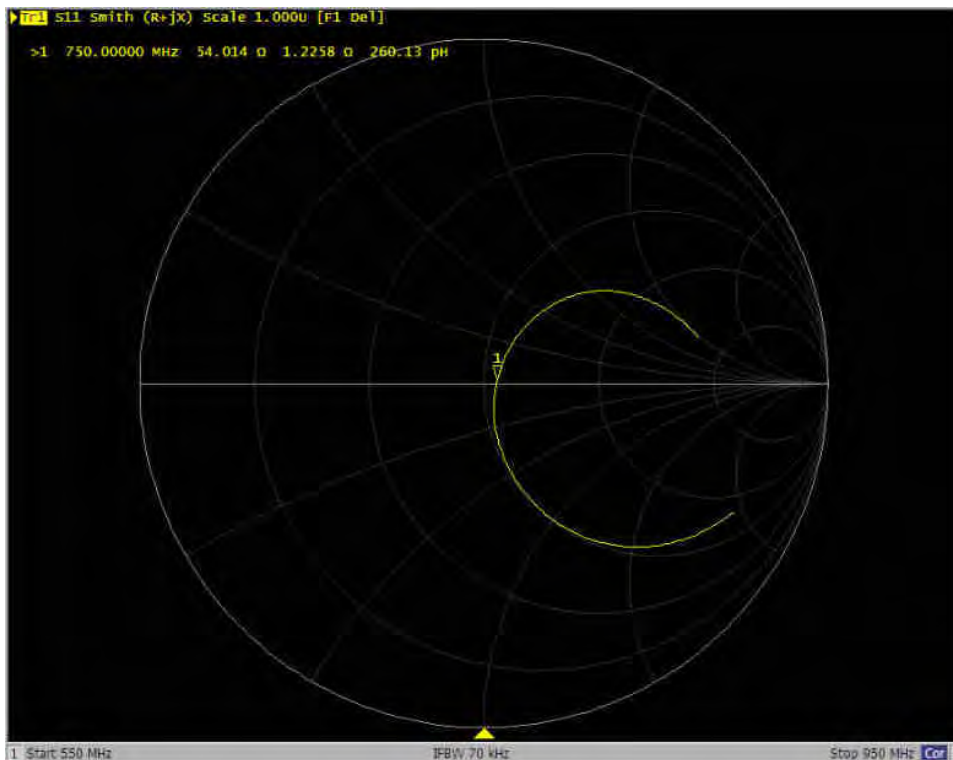 Tr1 S11 Smith (R+jX) Scale 1.000U [F1 Del]
>1 750.00000 MHz 54.014 Ω 1.2258 Ω 260.13 pH
1
1 Start 550 MHz IFBW 70 kHz Stop 950 MHz Cor